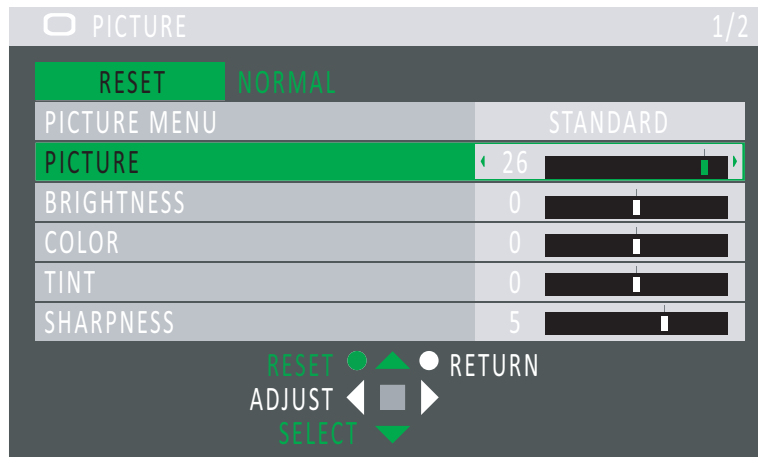 PICTURE 1/2
RESET NORMAL
PICTURE MENU STANDARD
PICTURE 26
BRIGHTNESS 0
COLOR 0
TINT 0
SHARPNESS 5
RESET RETURN
ADJUST
SELECT